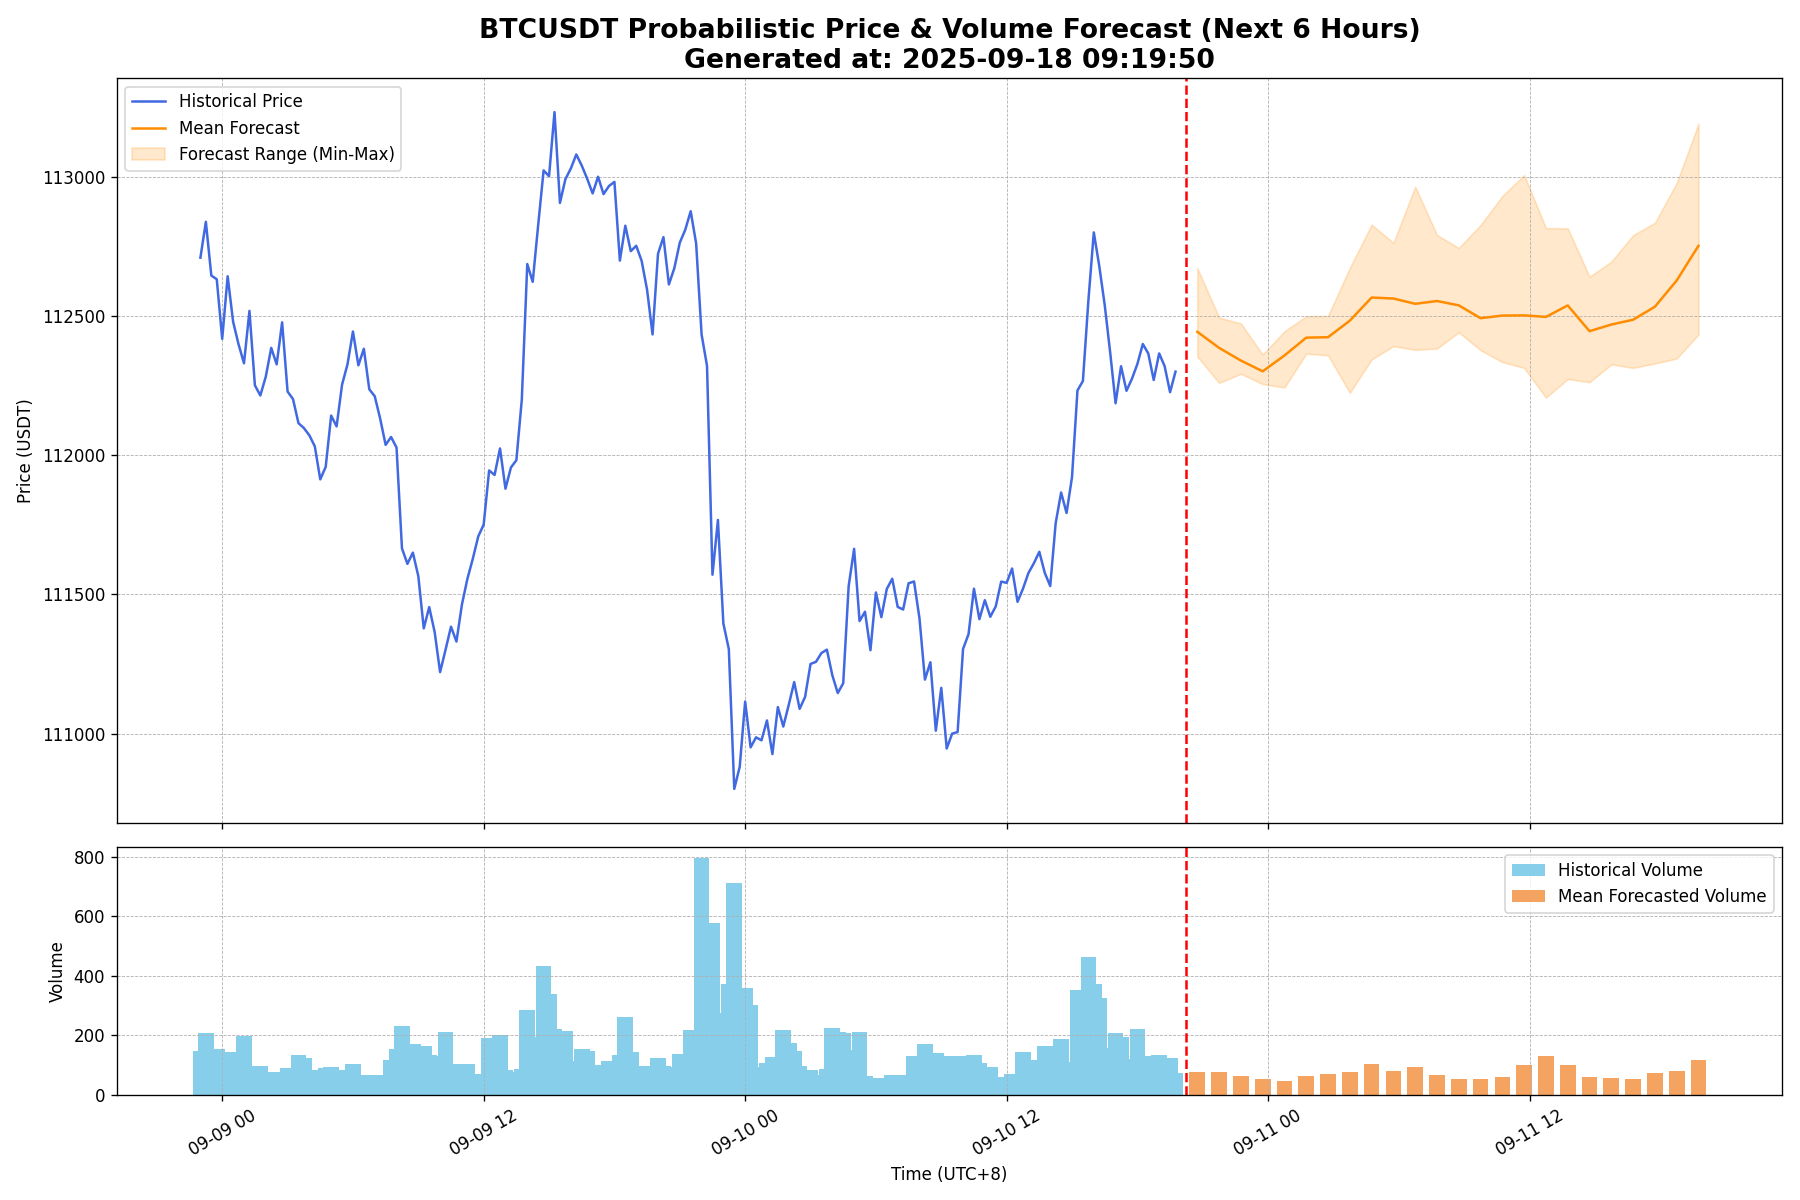 BTCUSDT Probabilistic Price & Volume Forecast (Next 6 Hours)
Generated at: 2025-09-18 09:19:50
Historical Price
Mean Forecast
Forecast Range (Min-Max)
Price (USDT)
113000
112500
112000
111500
111000
Historical Volume
Mean Forecasted Volume
Volume
800
600
400
200
0
09-09 00
09-09 12
09-10 00
09-10 12
09-11 00
09-11 12
Time (UTC+8)